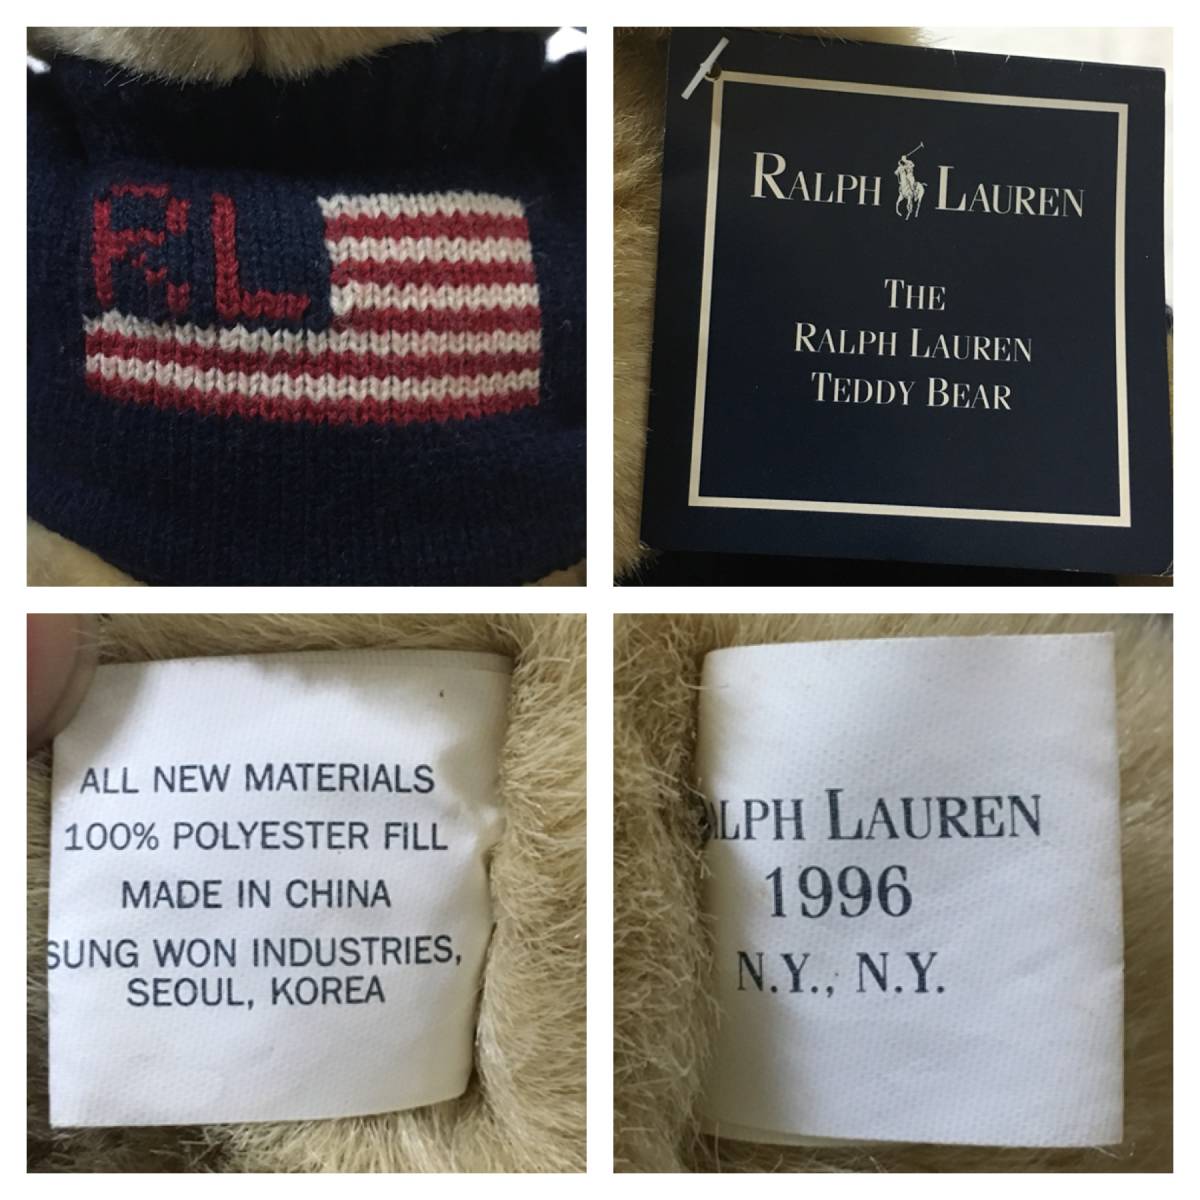 RL
RALPH LAUREN
THE
RALPH LAUREN
TEDDY BEAR
ALL NEW MATERIALS
100% POLYESTER FILL
MADE IN CHINA
SUNG WON INDUSTRIES,
SEOUL, KOREA
ALPH LAUREN
1996
N.Y., N.Y.